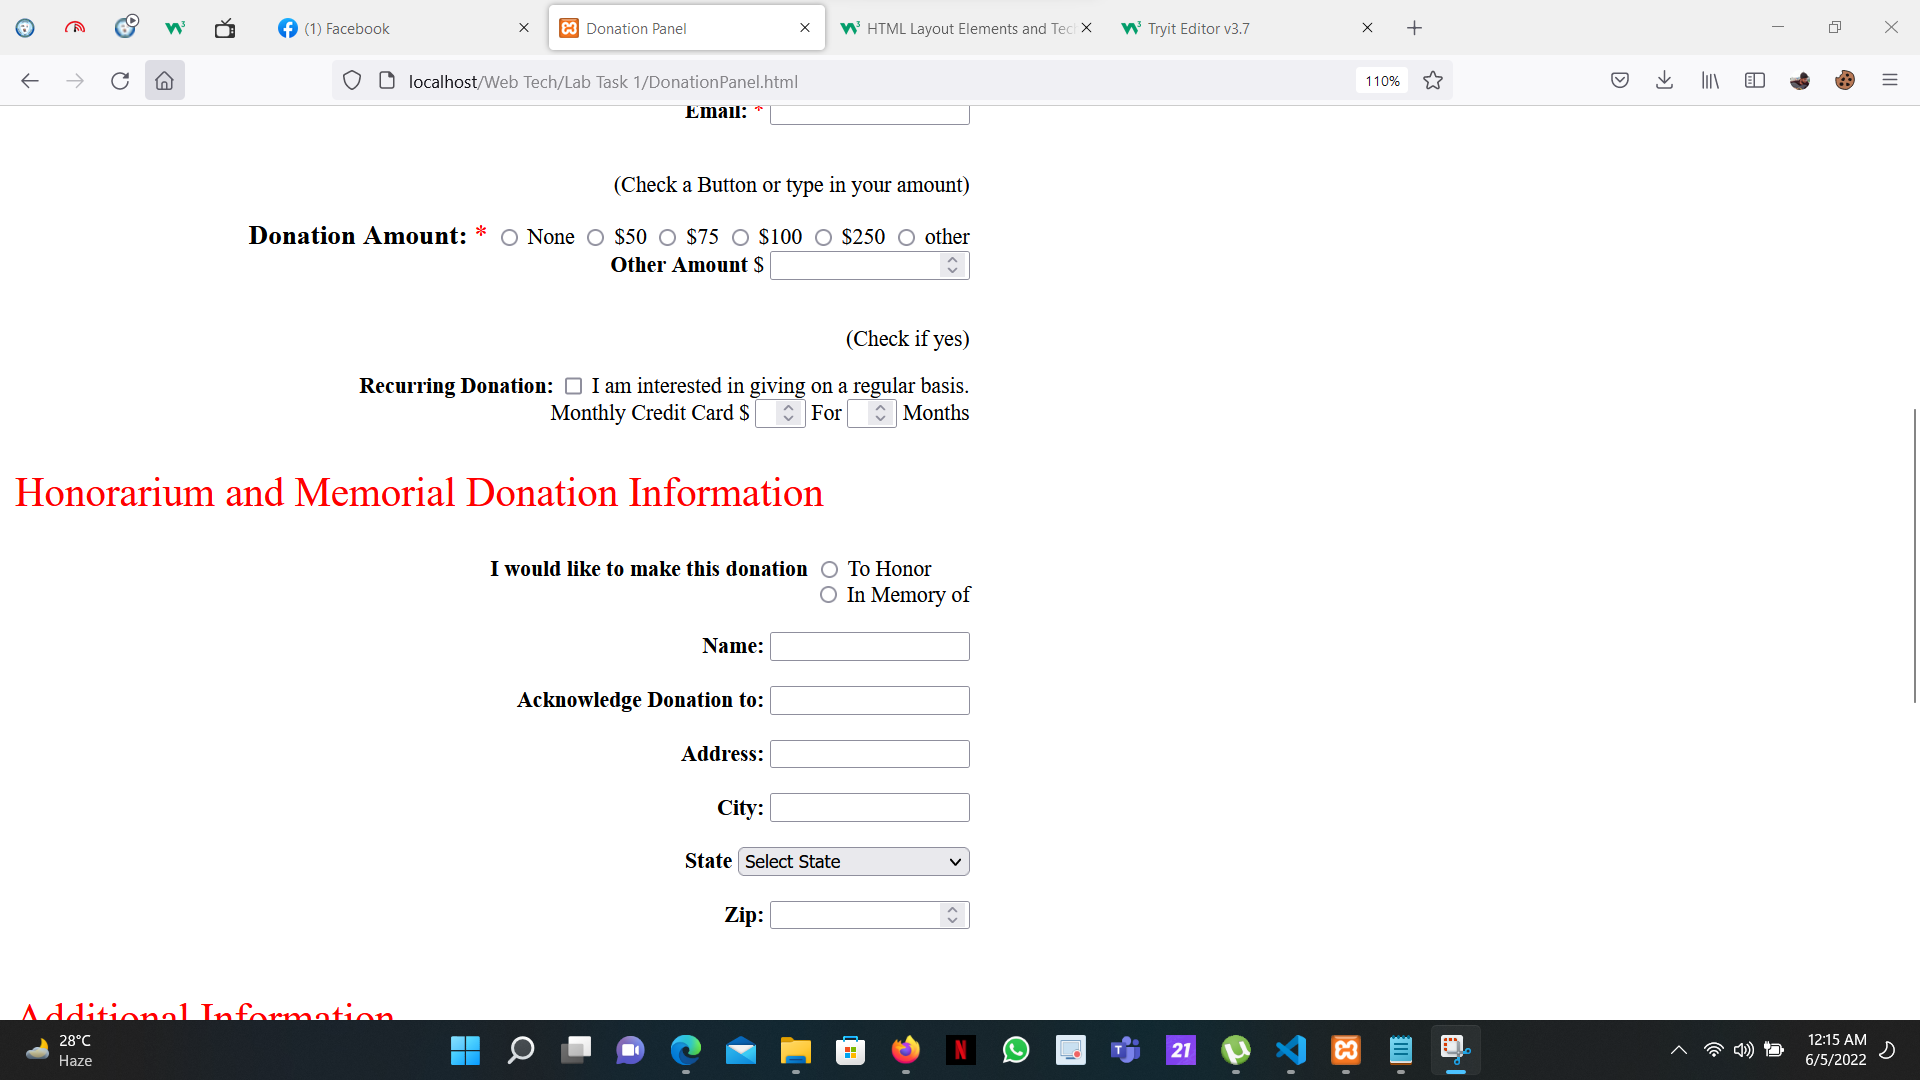 (1) Facebook
Donation Panel
HTML Layout Elements and Tec
Tryit Editor v3.7
localhost/Web Tech/Lab Task 1/DonationPanel.html
110%
Email: *
(Check a Button or type in your amount)
Donation Amount: * None $50 $75 $100 $250 other
Other Amount $
(Check if yes)
Recurring Donation: I am interested in giving on a regular basis.
Monthly Credit Card $ For Months
Honorarium and Memorial Donation Information
I would like to make this donation To Honor
In Memory of
Name:
Acknowledge Donation to:
Address:
City:
State Select State
Zip:
Additional Information
28°C
Haze
N
21
12:15 AM
6/5/2022